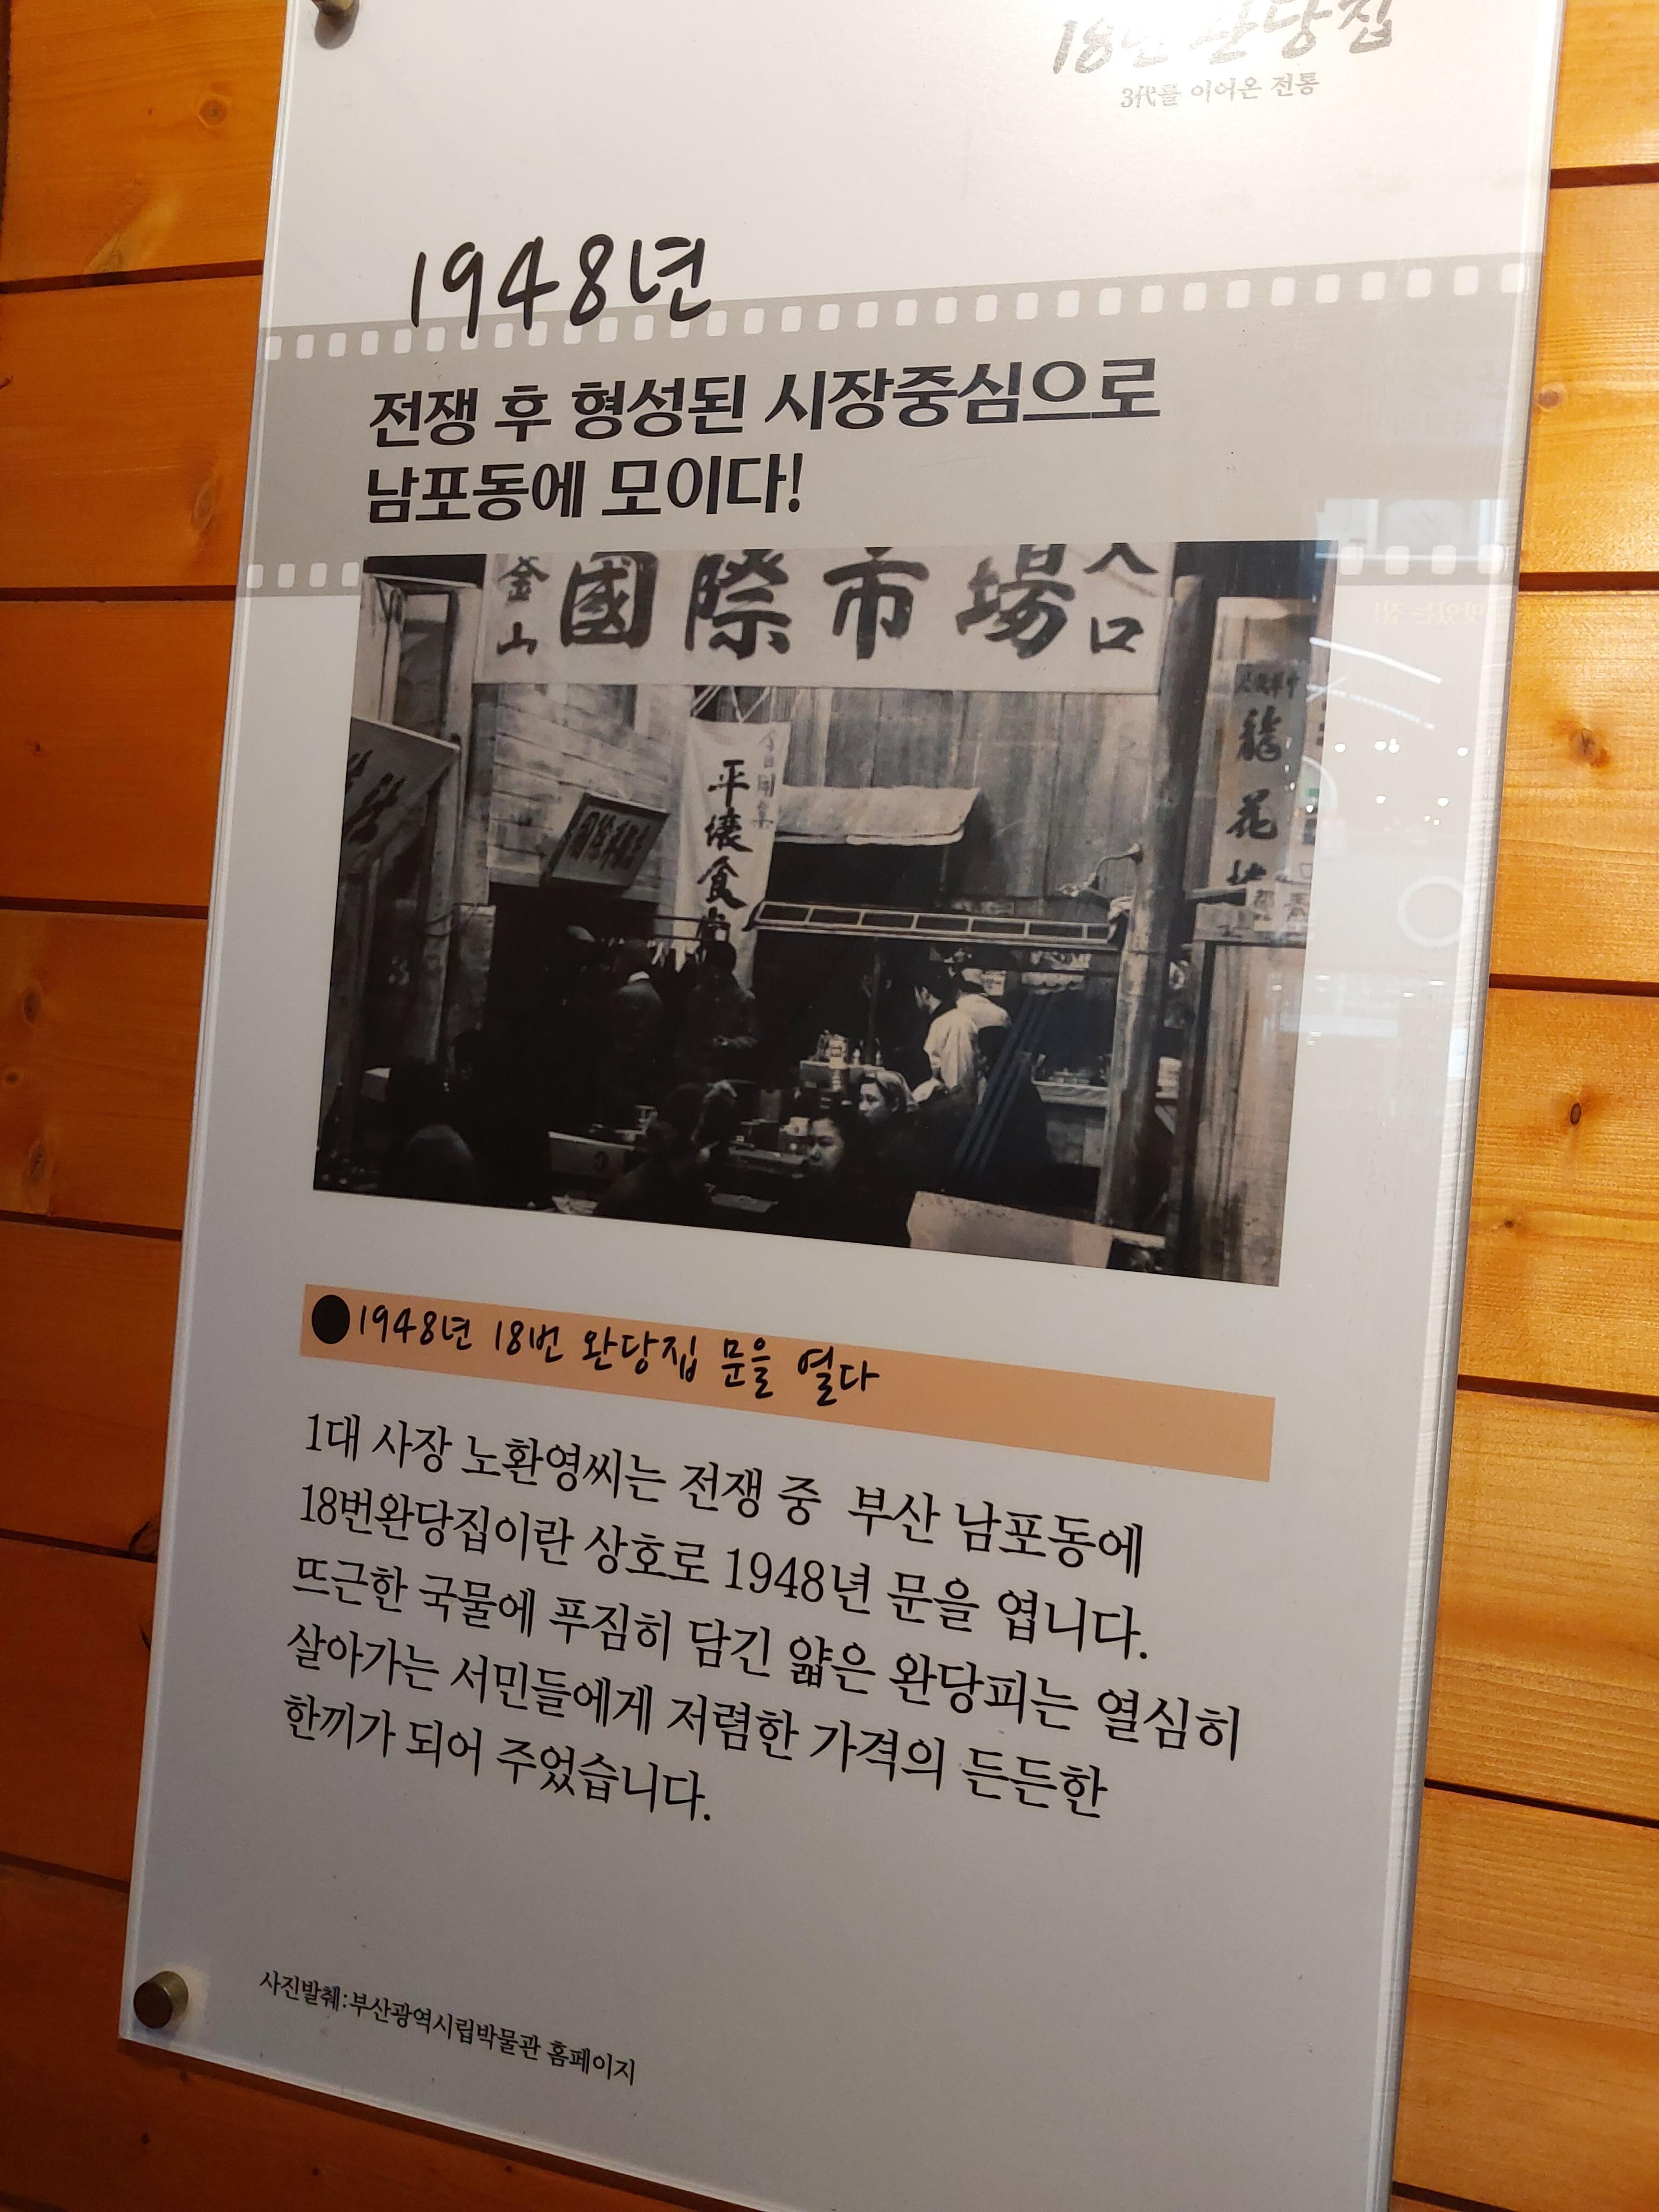 18번 완당집
3代를 이어온 전통
1948년
전쟁 후 형성된 시장중심으로
남포동에 모이다!
釜山 國際市場 入口
平壤食堂
龍花
1948년 18번 완당집 문을 열다
1대 사장 노환영씨는 전쟁 중 부산 남포동에
18번완당집이란 상호로 1948년 문을 엽니다.
뜨근한 국물에 푸짐히 담긴 얇은 완당피는 열심히
살아가는 서민들에게 저렴한 가격의 든든한
한끼가 되어 주었습니다.
사진발췌:부산광역시립박물관 홈페이지